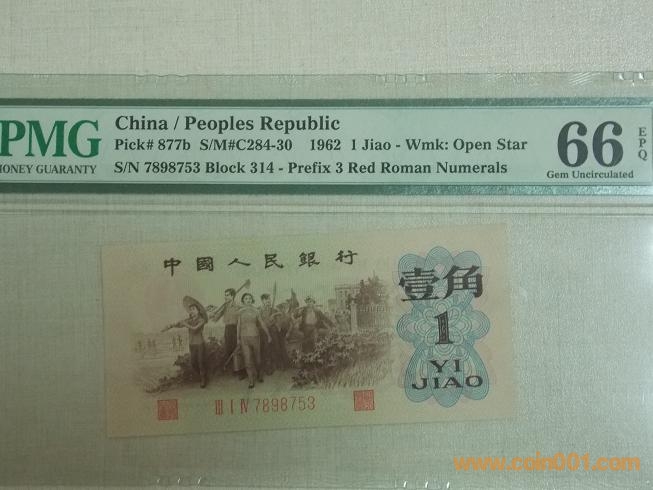 China / Peoples Republic
PMG Pick# 877b S/M#C284-30 1962 1 Jiao - Wmk: Open Star
MONEY GUARANTY S/N 7898753 Block 314 - Prefix 3 Red Roman Numerals
66 EPQ
Gem Uncirculated
中國人民銀行
壹角
1
YI
JIAO
III I IV 7898753
www.coin001.com